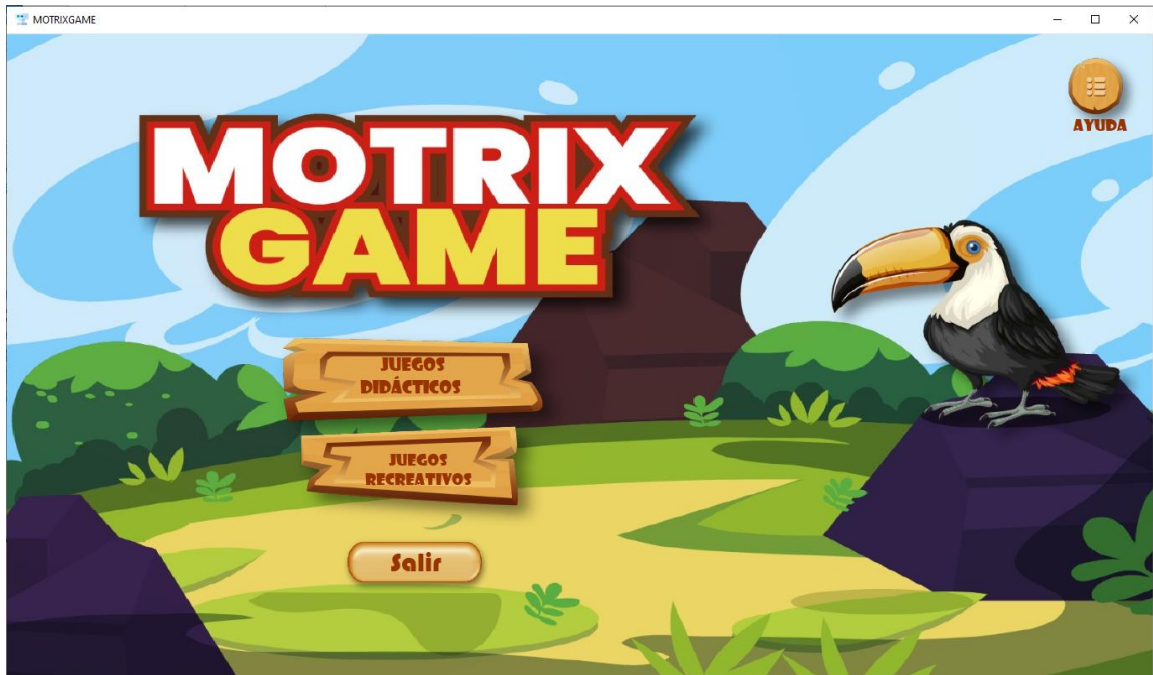 MOTRIXGAME
AYUDA
MOTRIX
GAME
JUEGOS
DIDÁCTICOS
JUEGOS
RECREATIVOS
Salir